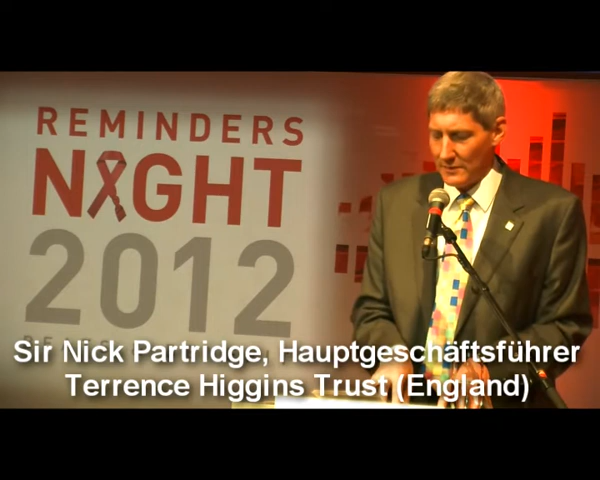 REMINDERS
NIGHT
2012
Sir Nick Partridge, Hauptgeschäftsführer
Terrence Higgins Trust (England)